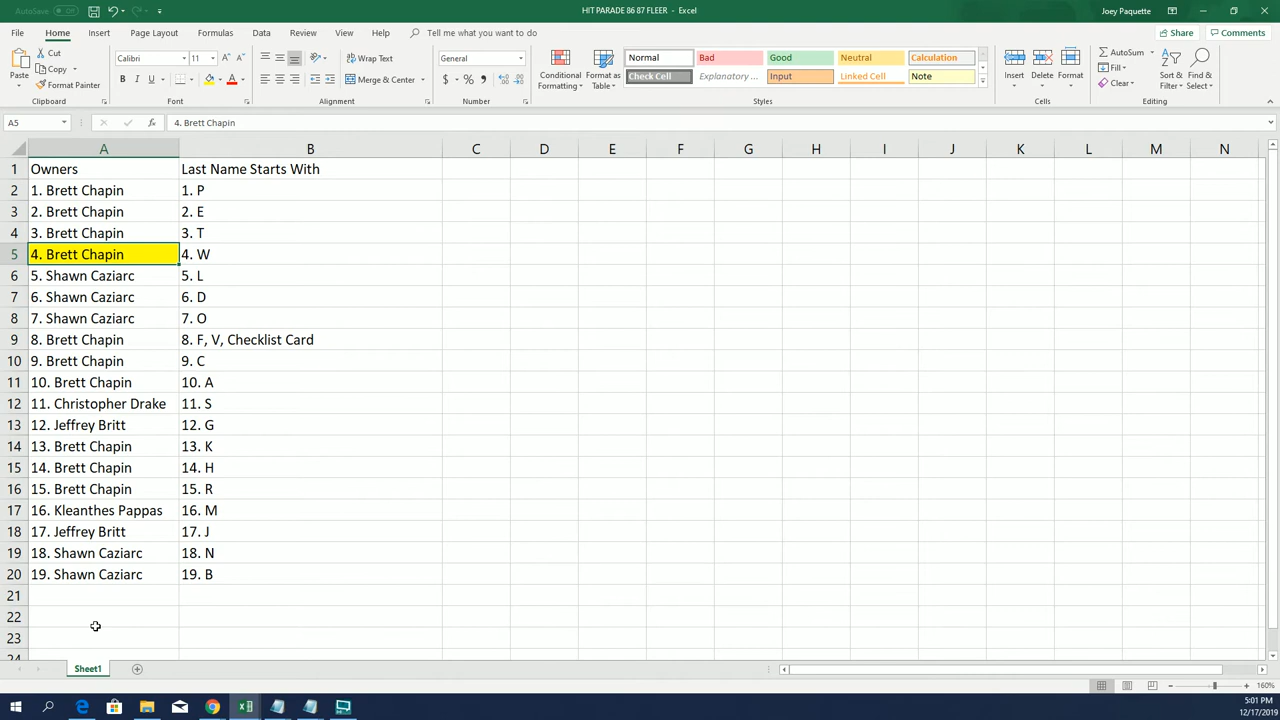 AutoSave Off
HIT PARADE 86 87 FLEER - Excel
Joey Paquette
File Home Insert Page Layout Formulas Data Review View Help Tell me what you want to do
Share Comments
Paste
Cut
Copy
Format Painter
Clipboard
Calibri 11
B I U A
Font
Wrap Text
Merge & Center
Alignment
General
$ % ,
Number
Conditional Formatting
Format as Table
Normal Bad Good Neutral Calculation
Check Cell Explanatory ... Input Linked Cell Note
Styles
Insert Delete Format
Cells
AutoSum
Fill
Clear
Sort & Filter
Find & Select
Editing
A5 fx 4. Brett Chapin
A B C D E F G H I J K L M N
1 Owners Last Name Starts With
2 1. Brett Chapin 1. P
3 2. Brett Chapin 2. E
4 3. Brett Chapin 3. T
5 4. Brett Chapin 4. W
6 5. Shawn Caziarc 5. L
7 6. Shawn Caziarc 6. D
8 7. Shawn Caziarc 7. O
9 8. Brett Chapin 8. F, V, Checklist Card
10 9. Brett Chapin 9. C
11 10. Brett Chapin 10. A
12 11. Christopher Drake 11. S
13 12. Jeffrey Britt 12. G
14 13. Brett Chapin 13. K
15 14. Brett Chapin 14. H
16 15. Brett Chapin 15. R
17 16. Kleanthes Pappas 16. M
18 17. Jeffrey Britt 17. J
19 18. Shawn Caziarc 18. N
20 19. Shawn Caziarc 19. B
21
22
23
24
Sheet1
160%
5:01 PM
12/17/2019